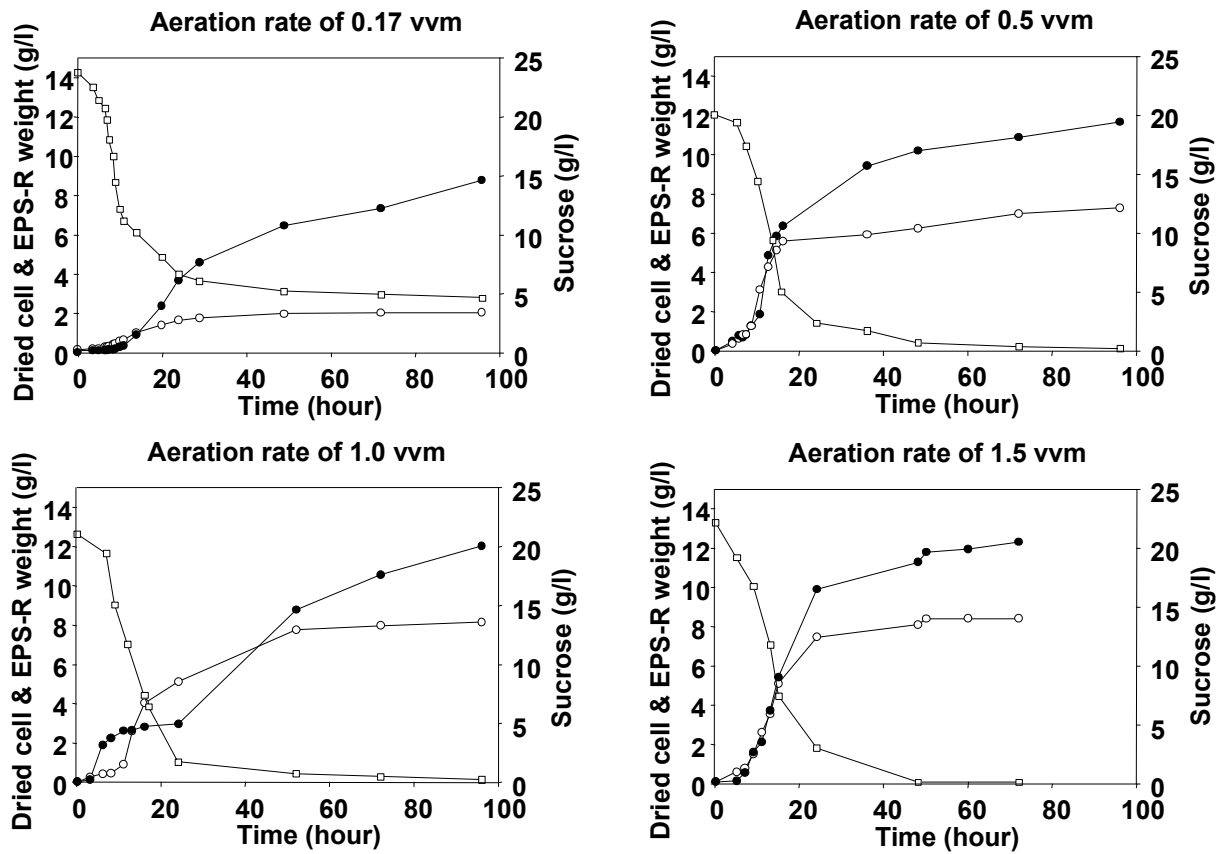 Aeration rate of 0.17 vvm
Dried cell & EPS-R weight (g/l)
14
12
10
8
6
4
2
0
25
20
15
10
5
0
Sucrose (g/l)
0 20 40 60 80 100
Time (hour)
Aeration rate of 0.5 vvm
Dried cell & EPS-R weight (g/l)
14
12
10
8
6
4
2
0
25
20
15
10
5
0
Sucrose (g/l)
0 20 40 60 80 100
Time (hour)
Aeration rate of 1.0 vvm
Dried cell & EPS-R weight (g/l)
14
12
10
8
6
4
2
0
25
20
15
10
5
0
Sucrose (g/l)
0 20 40 60 80 100
Time (hour)
Aeration rate of 1.5 vvm
Dried cell & EPS-R weight (g/l)
14
12
10
8
6
4
2
0
25
20
15
10
5
0
Sucrose (g/l)
0 20 40 60 80 100
Time (hour)